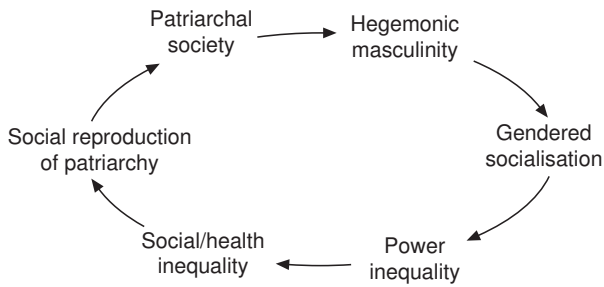 Patriarchal
society
Hegemonic
masculinity
Gendered
socialisation
Power
inequality
Social/health
inequality
Social reproduction
of patriarchy